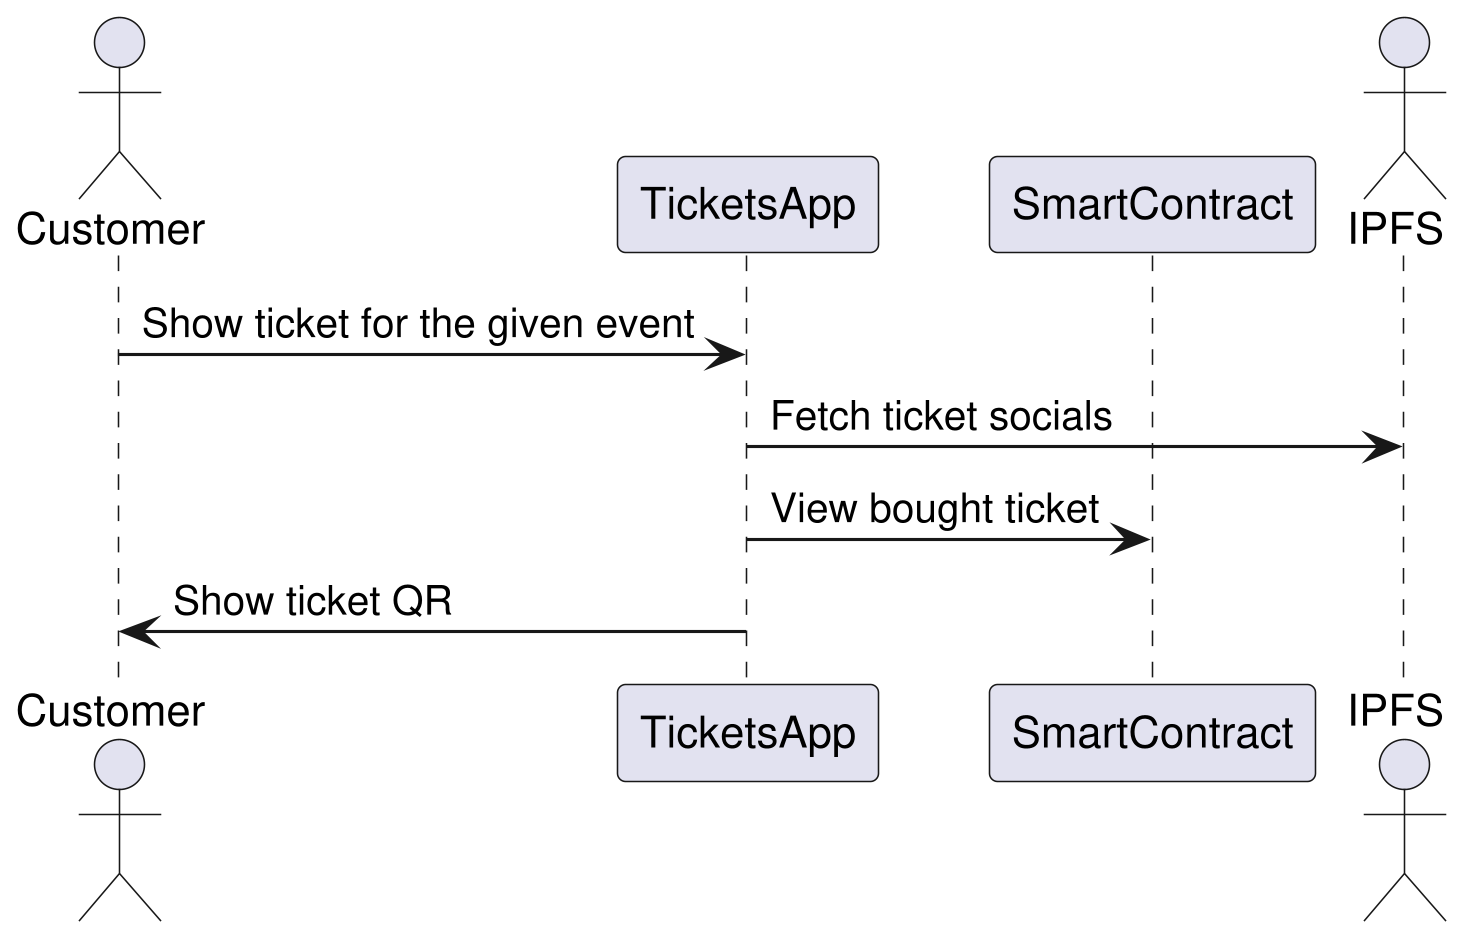 Customer
TicketsApp
SmartContract
IPFS
Show ticket for the given event
Fetch ticket socials
View bought ticket
Show ticket QR
Customer
TicketsApp
SmartContract
IPFS